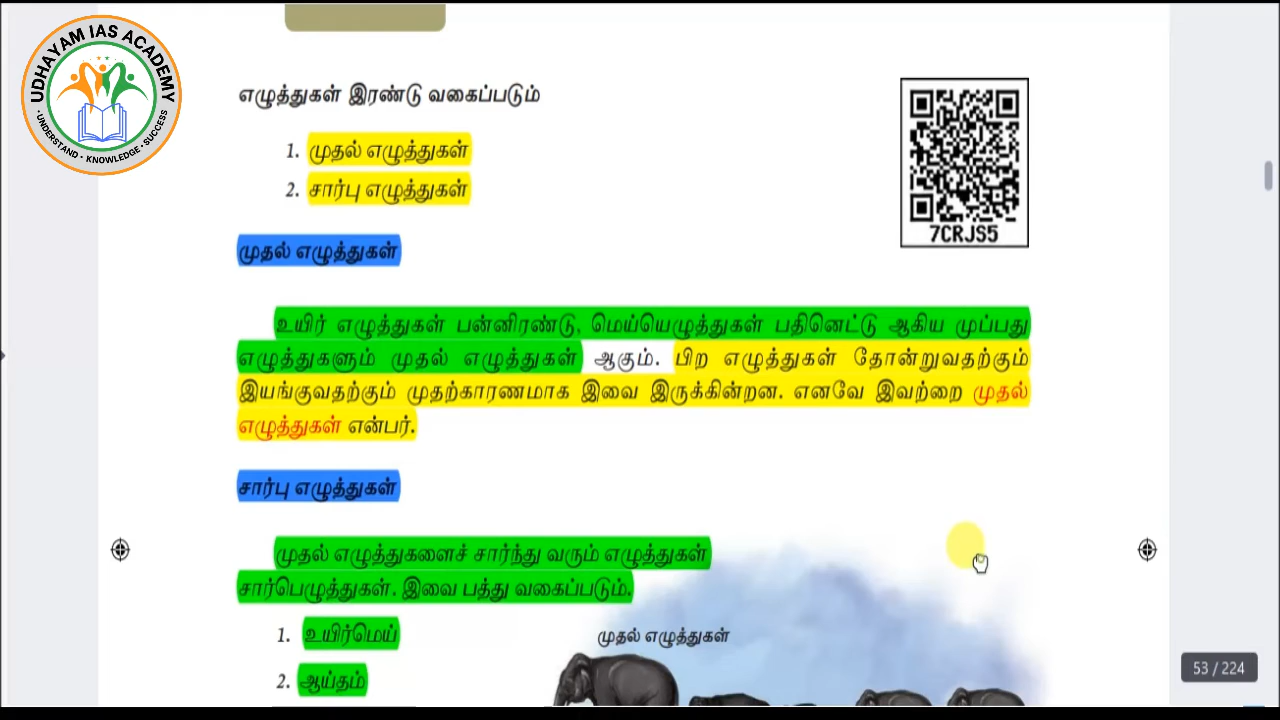 UDHAYAM IAS ACADEMY
• UNDERSTAND • KNOWLEDGE • SUCCESS
எழுத்துகள் இரண்டு வகைப்படும்
1. முதல் எழுத்துகள்
2. சார்பு எழுத்துகள்
7CRJS5
முதல் எழுத்துகள்
உயிர் எழுத்துகள் பன்னிரண்டு, மெய்யெழுத்துகள் பதினெட்டு ஆகிய முப்பது
எழுத்துகளும் முதல் எழுத்துகள் ஆகும். பிற எழுத்துகள் தோன்றுவதற்கும்
இயங்குவதற்கும் முதற்காரணமாக இவை இருக்கின்றன. எனவே இவற்றை முதல்
எழுத்துகள் என்பர்.
சார்பு எழுத்துகள்
முதல் எழுத்துகளைச் சார்ந்து வரும் எழுத்துகள்
சார்பெழுத்துகள். இவை பத்து வகைப்படும்.
1. உயிர்மெய்
முதல் எழுத்துகள்
2. ஆய்தம்
53 / 224